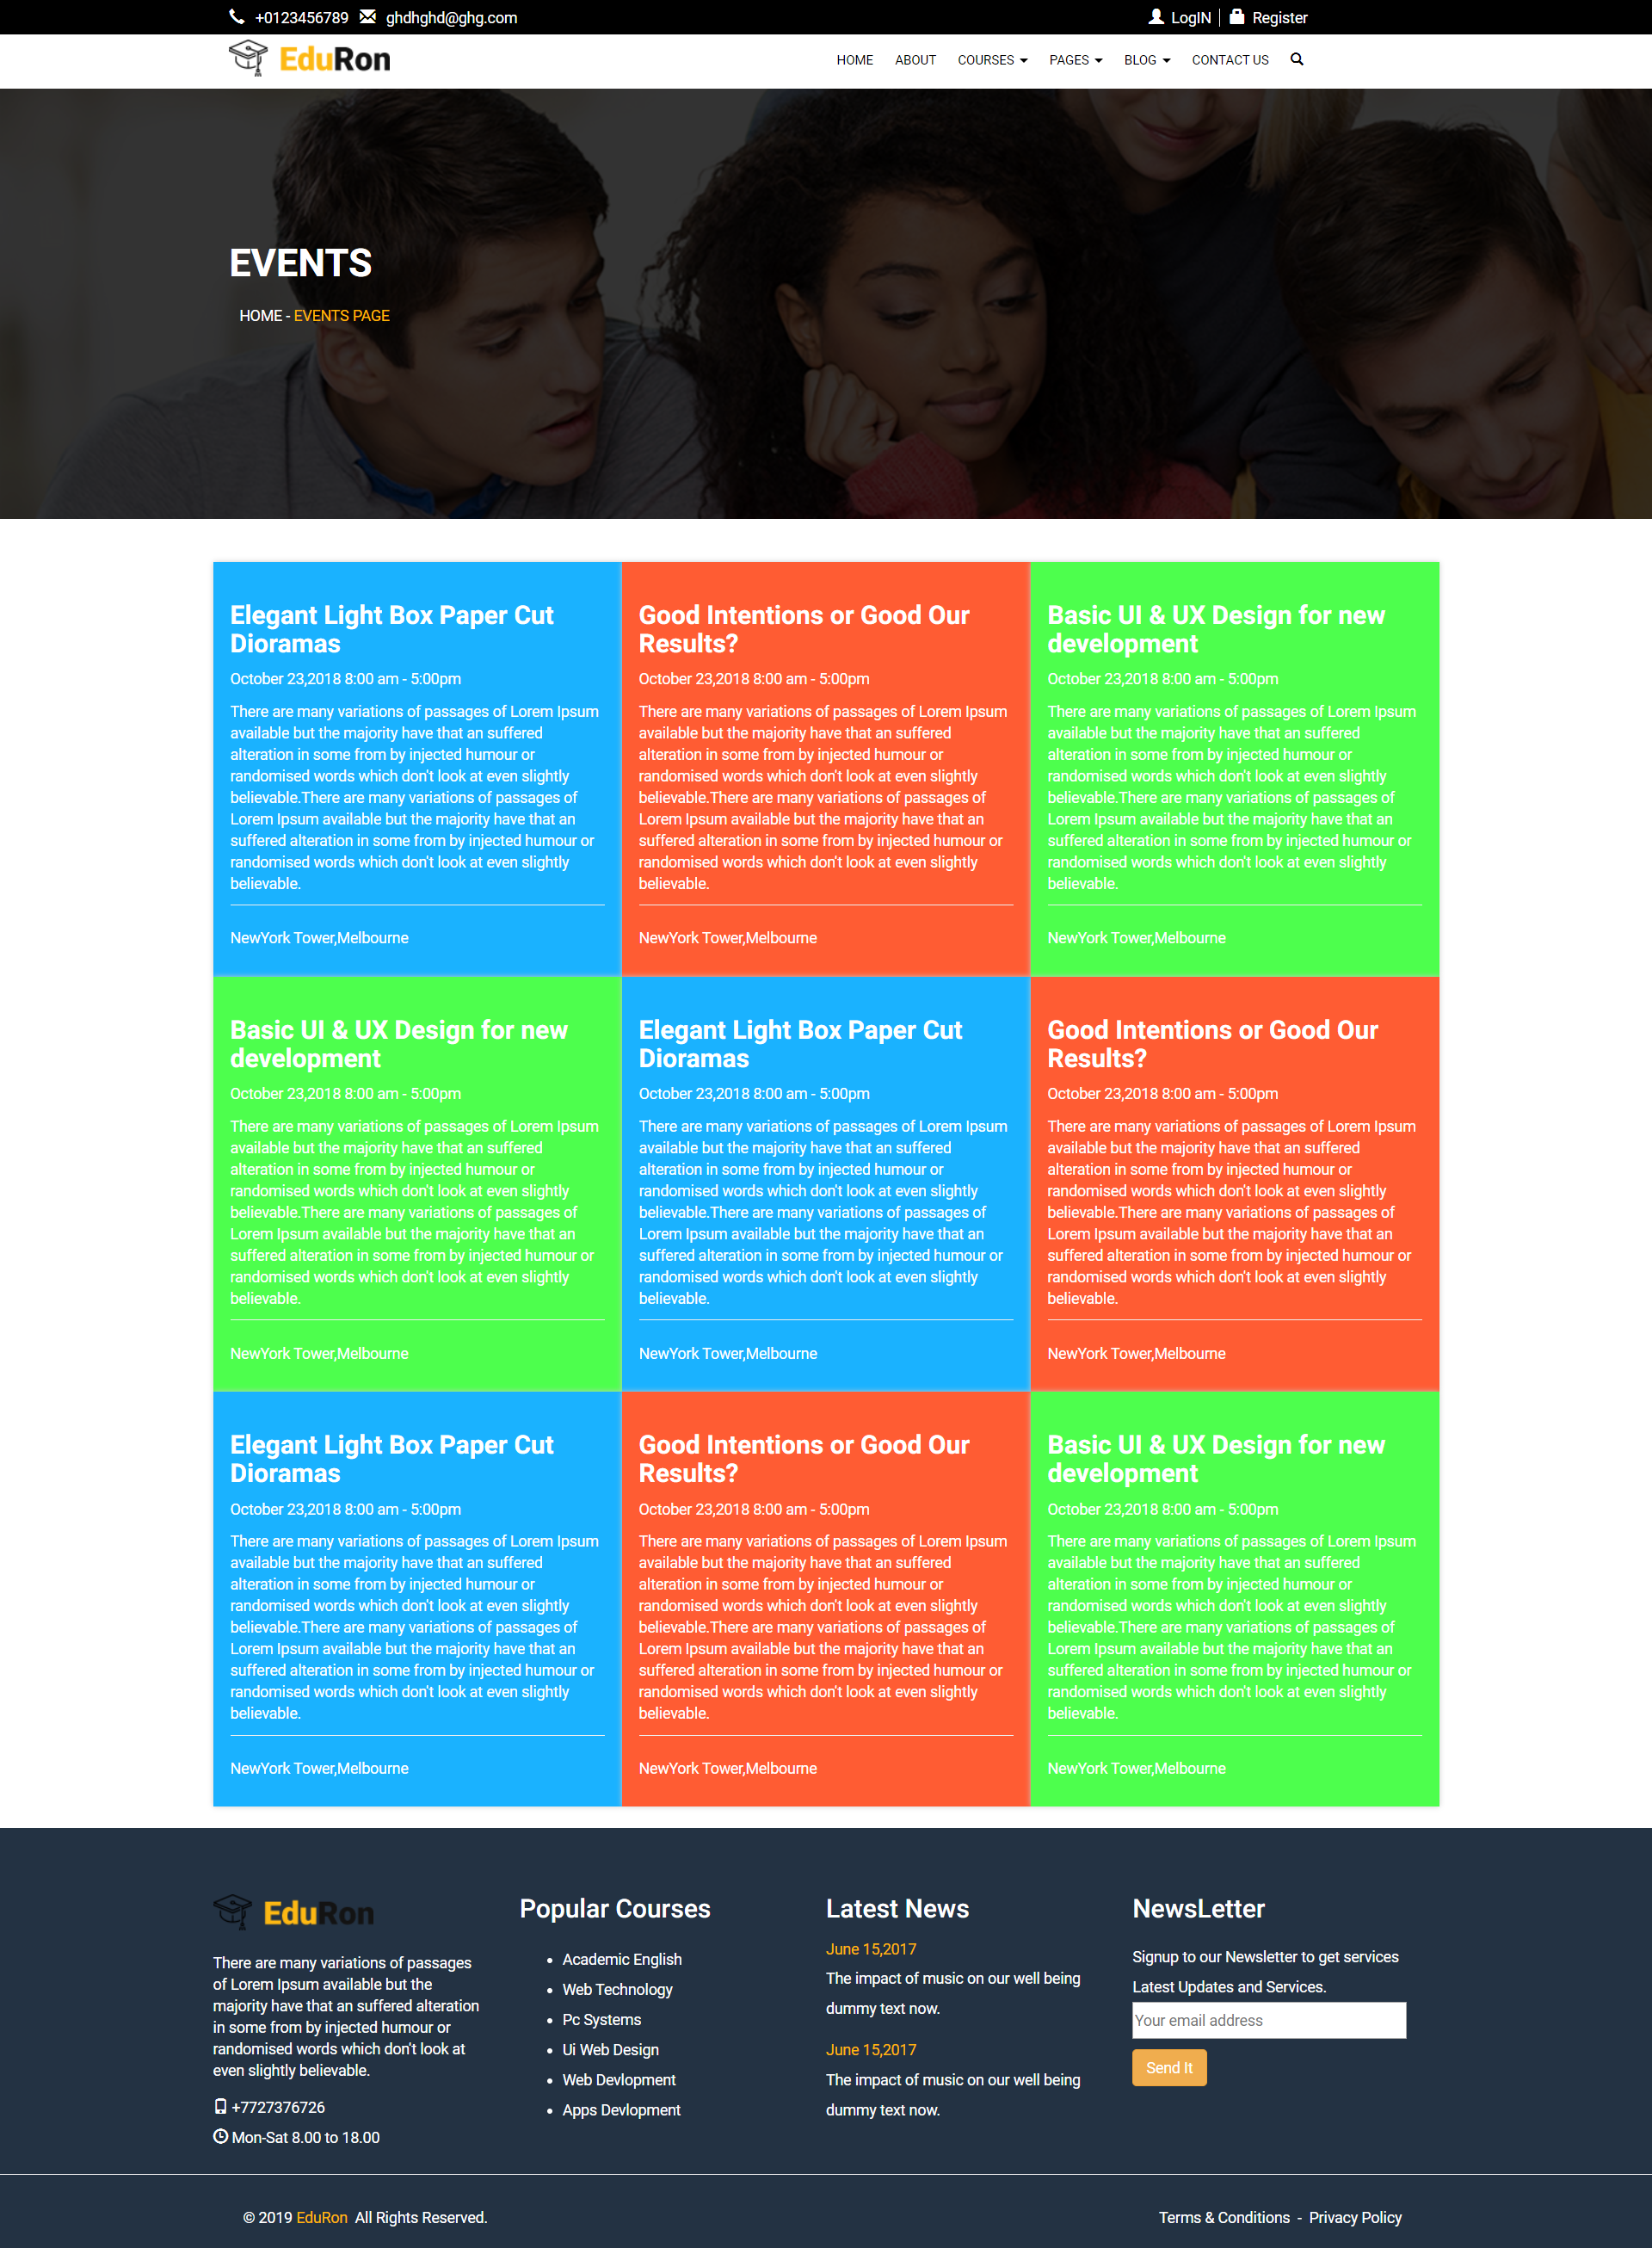 +0123456789 ghdhghd@ghg.com LogIN Register
EduRon HOME ABOUT COURSES PAGES BLOG CONTACT US
EVENTS
HOME - EVENTS PAGE
Elegant Light Box Paper Cut
Dioramas
October 23,2018 8:00 am - 5:00pm
There are many variations of passages of Lorem Ipsum
available but the majority have that an suffered
alteration in some from by injected humour or
randomised words which don't look at even slightly
believable.There are many variations of passages of
Lorem Ipsum available but the majority have that an
suffered alteration in some from by injected humour or
randomised words which don't look at even slightly
believable.
NewYork Tower,Melbourne
Good Intentions or Good Our
Results?
October 23,2018 8:00 am - 5:00pm
There are many variations of passages of Lorem Ipsum
available but the majority have that an suffered
alteration in some from by injected humour or
randomised words which don't look at even slightly
believable.There are many variations of passages of
Lorem Ipsum available but the majority have that an
suffered alteration in some from by injected humour or
randomised words which don't look at even slightly
believable.
NewYork Tower,Melbourne
Basic UI & UX Design for new
development
October 23,2018 8:00 am - 5:00pm
There are many variations of passages of Lorem Ipsum
available but the majority have that an suffered
alteration in some from by injected humour or
randomised words which don't look at even slightly
believable.There are many variations of passages of
Lorem Ipsum available but the majority have that an
suffered alteration in some from by injected humour or
randomised words which don't look at even slightly
believable.
NewYork Tower,Melbourne
Basic UI & UX Design for new
development
October 23,2018 8:00 am - 5:00pm
There are many variations of passages of Lorem Ipsum
available but the majority have that an suffered
alteration in some from by injected humour or
randomised words which don't look at even slightly
believable.There are many variations of passages of
Lorem Ipsum available but the majority have that an
suffered alteration in some from by injected humour or
randomised words which don't look at even slightly
believable.
NewYork Tower,Melbourne
Elegant Light Box Paper Cut
Dioramas
October 23,2018 8:00 am - 5:00pm
There are many variations of passages of Lorem Ipsum
available but the majority have that an suffered
alteration in some from by injected humour or
randomised words which don't look at even slightly
believable.There are many variations of passages of
Lorem Ipsum available but the majority have that an
suffered alteration in some from by injected humour or
randomised words which don't look at even slightly
believable.
NewYork Tower,Melbourne
Good Intentions or Good Our
Results?
October 23,2018 8:00 am - 5:00pm
There are many variations of passages of Lorem Ipsum
available but the majority have that an suffered
alteration in some from by injected humour or
randomised words which don't look at even slightly
believable.There are many variations of passages of
Lorem Ipsum available but the majority have that an
suffered alteration in some from by injected humour or
randomised words which don't look at even slightly
believable.
NewYork Tower,Melbourne
Elegant Light Box Paper Cut
Dioramas
October 23,2018 8:00 am - 5:00pm
There are many variations of passages of Lorem Ipsum
available but the majority have that an suffered
alteration in some from by injected humour or
randomised words which don't look at even slightly
believable.There are many variations of passages of
Lorem Ipsum available but the majority have that an
suffered alteration in some from by injected humour or
randomised words which don't look at even slightly
believable.
NewYork Tower,Melbourne
Good Intentions or Good Our
Results?
October 23,2018 8:00 am - 5:00pm
There are many variations of passages of Lorem Ipsum
available but the majority have that an suffered
alteration in some from by injected humour or
randomised words which don't look at even slightly
believable.There are many variations of passages of
Lorem Ipsum available but the majority have that an
suffered alteration in some from by injected humour or
randomised words which don't look at even slightly
believable.
NewYork Tower,Melbourne
Basic UI & UX Design for new
development
October 23,2018 8:00 am - 5:00pm
There are many variations of passages of Lorem Ipsum
available but the majority have that an suffered
alteration in some from by injected humour or
randomised words which don't look at even slightly
believable.There are many variations of passages of
Lorem Ipsum available but the majority have that an
suffered alteration in some from by injected humour or
randomised words which don't look at even slightly
believable.
NewYork Tower,Melbourne
EduRon
There are many variations of passages
of Lorem Ipsum available but the
majority have that an suffered alteration
in some from by injected humour or
randomised words which don't look at
even slightly believable.
+7727376726
Mon-Sat 8.00 to 18.00
Popular Courses
Academic English
Web Technology
Pc Systems
Ui Web Design
Web Devlopment
Apps Devlopment
Latest News
June 15,2017
The impact of music on our well being
dummy text now.
June 15,2017
The impact of music on our well being
dummy text now.
NewsLetter
Signup to our Newsletter to get services
Latest Updates and Services.
Your email address
Send It
© 2019 EduRon All Rights Reserved.
Terms & Conditions - Privacy Policy